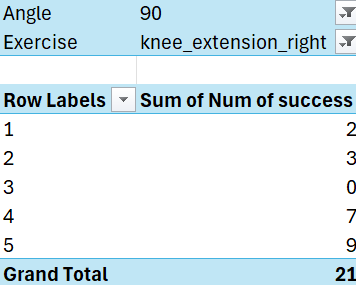 Angle 90
Exercise knee_extension_right
Row Labels Sum of Num of success
1 2
2 3
3 0
4 7
5 9
Grand Total 21